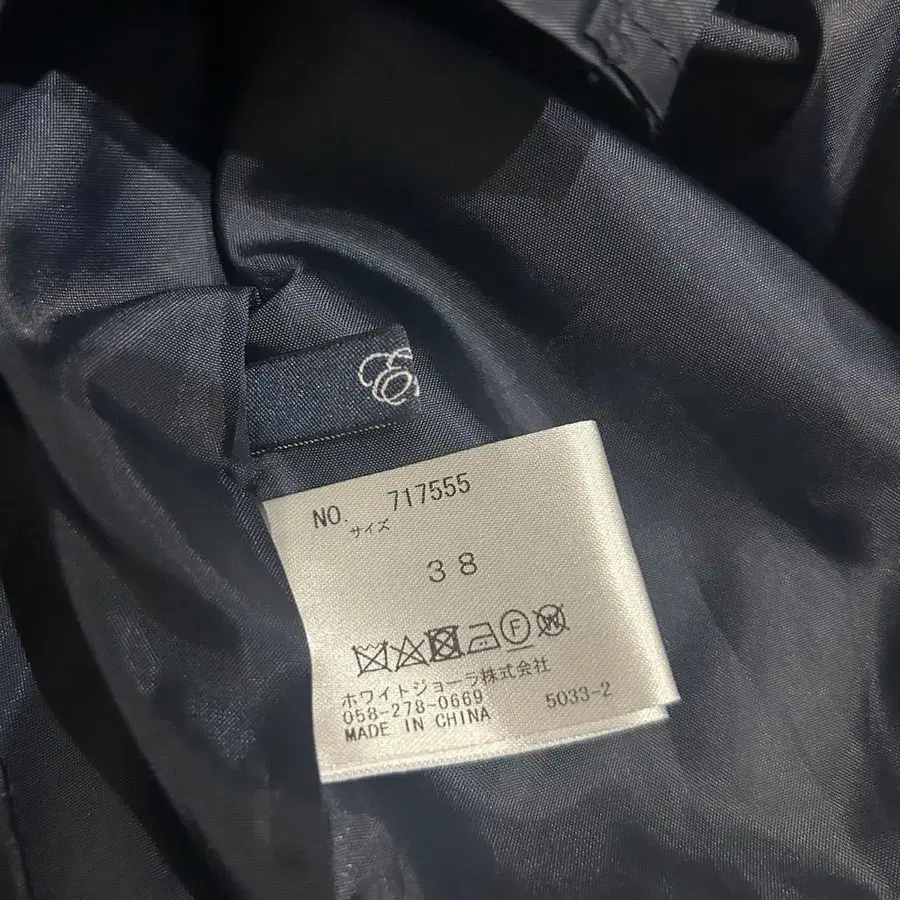 NO. 717555
サイズ
38
F W
ホワイトジョーラ株式会社
058-278-0669 5033-2
MADE IN CHINA